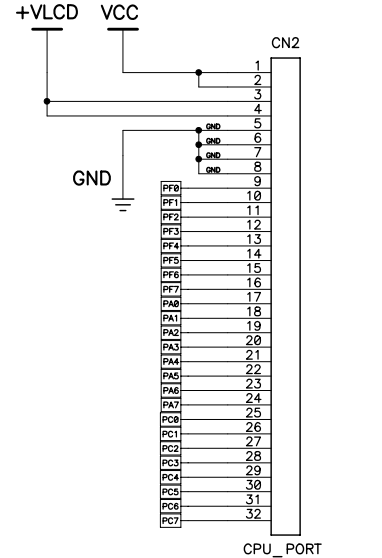 +VLCD VCC
CN2
1
2
3
4
GND 5
GND 6
GND 7
GND 8
GND
PF0 9
PF1 10
PF2 11
PF3 12
PF4 13
PF5 14
PF6 15
PF7 16
PA0 17
PA1 18
PA2 19
PA3 20
PA4 21
PA5 22
PA6 23
PA7 24
PC0 25
PC1 26
PC2 27
PC3 28
PC4 29
PC5 30
PC6 31
PC7 32
CPU_PORT